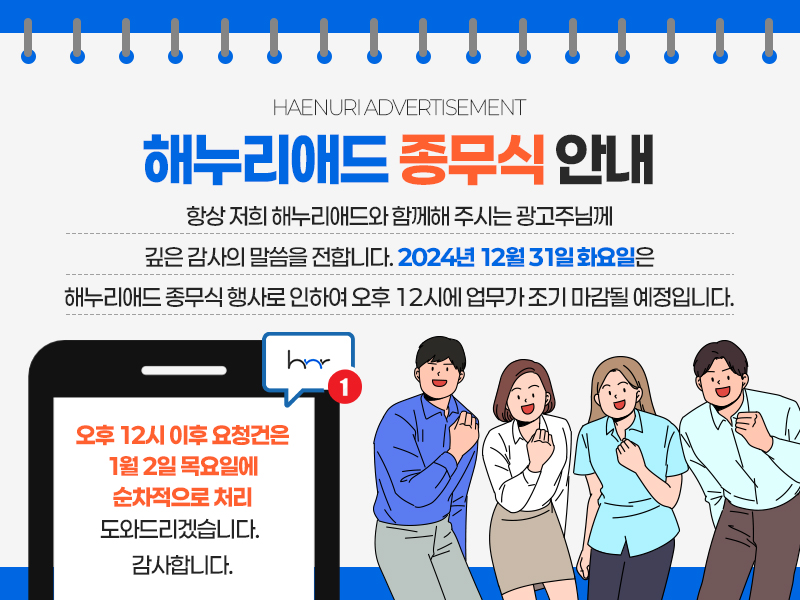 HAENURI ADVERTISEMENT
해누리애드 종무식 안내
항상 저희 해누리애드와 함께해 주시는 광고주님께
깊은 감사의 말씀을 전합니다. 2024년 12월 31일 화요일은
해누리애드 종무식 행사로 인하여 오후 12시에 업무가 조기 마감될 예정입니다.
hnr
1
오후 12시 이후 요청건은
1월 2일 목요일에
순차적으로 처리
도와드리겠습니다.
감사합니다.